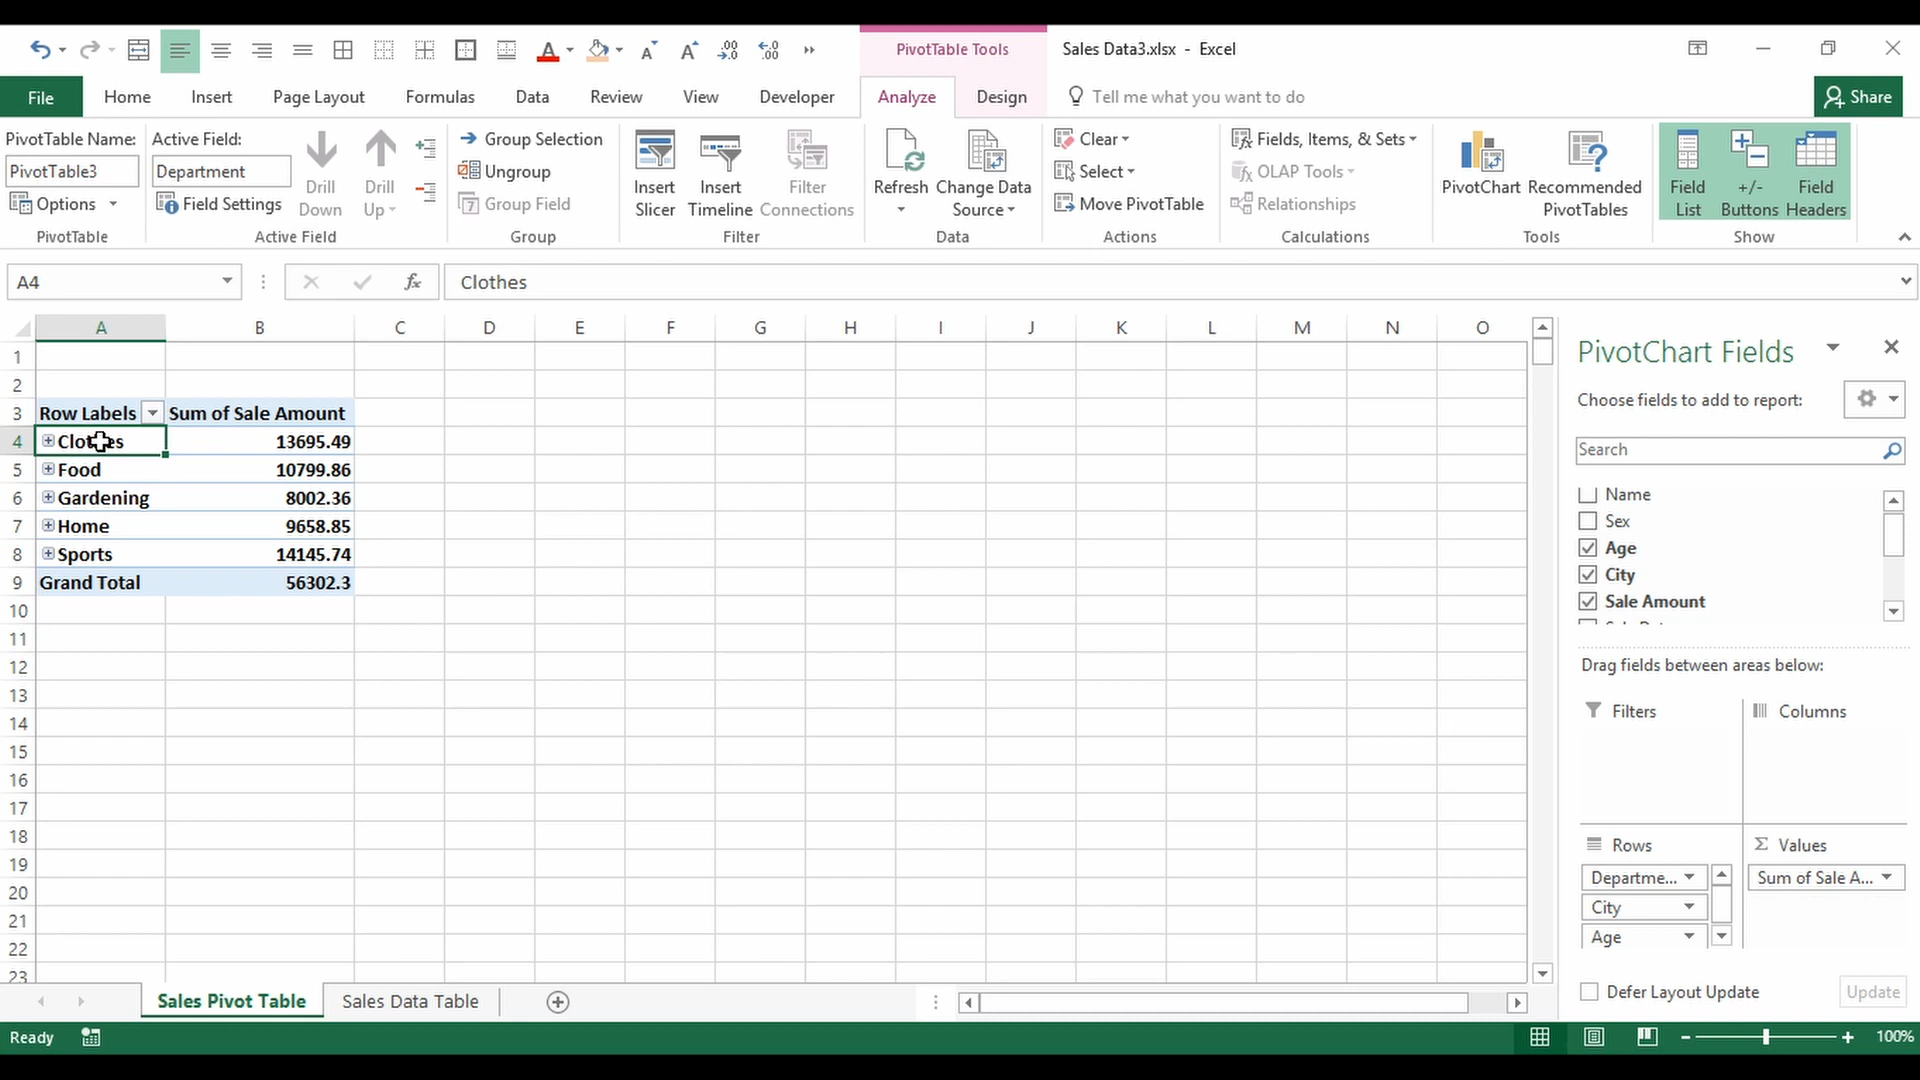 PivotTable Tools
Sales Data3.xlsx - Excel
File Home Insert Page Layout Formulas Data Review View Developer Analyze Design Tell me what you want to do Share
PivotTable Name:
PivotTable3
Options
PivotTable
Active Field:
Department
Field Settings
Drill Down
Drill Up
Active Field
Group Selection
Ungroup
Group Field
Group
Insert Slicer
Insert Timeline
Filter Connections
Filter
Refresh
Change Data Source
Data
Clear
Select
Move PivotTable
Actions
Fields, Items, & Sets
OLAP Tools
Relationships
Calculations
PivotChart
Recommended PivotTables
Tools
Field List
+/- Buttons
Field Headers
Show
A4
fx
Clothes
A B C D E F G H I J K L M N O
1
2
3 Row Labels Sum of Sale Amount
4 Clothes 13695.49
5 Food 10799.86
6 Gardening 8002.36
7 Home 9658.85
8 Sports 14145.74
9 Grand Total 56302.3
10
11
12
13
14
15
16
17
18
19
20
21
22
23
PivotChart Fields
Choose fields to add to report:
Search
Name
Sex
Age
City
Sale Amount
Drag fields between areas below:
Filters
Columns
Rows
Values
Departme...
Sum of Sale A...
City
Age
Defer Layout Update
Update
Sales Pivot Table
Sales Data Table
Ready
100%